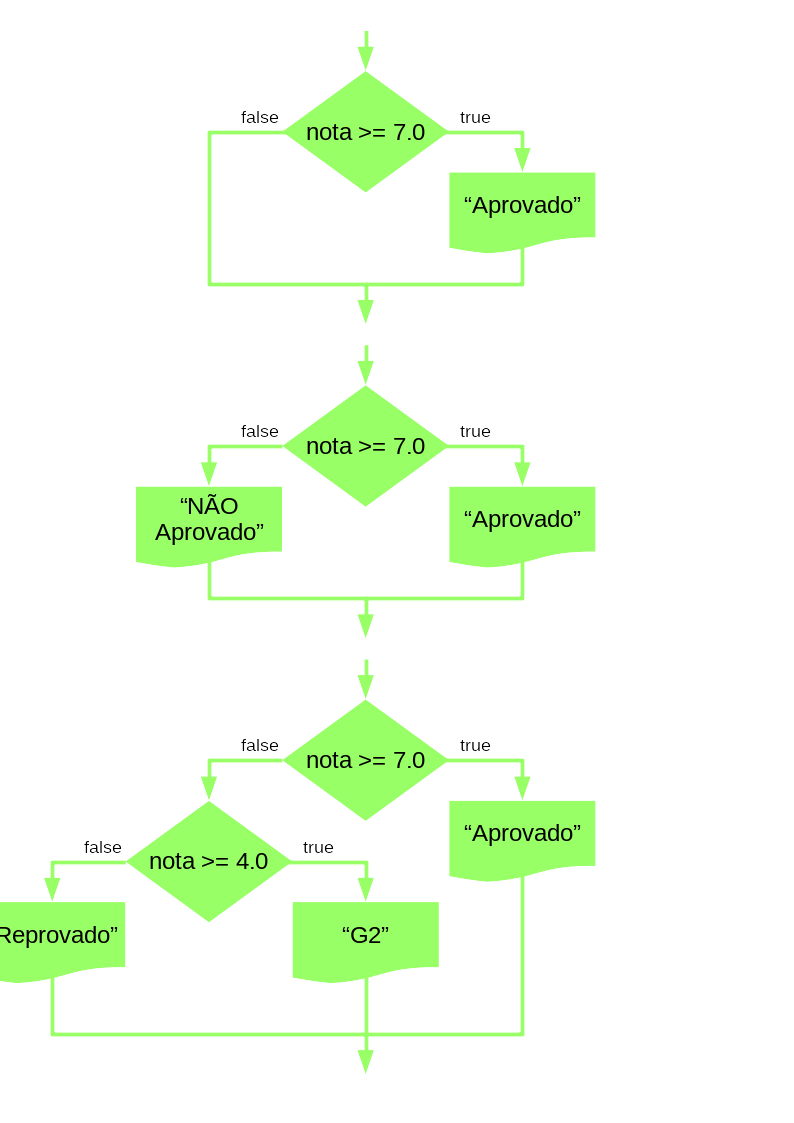 false
true
nota >= 7.0
“Aprovado”
false
true
nota >= 7.0
“NÃO
Aprovado”
“Aprovado”
false
true
nota >= 7.0
“Aprovado”
false
true
nota >= 4.0
Reprovado”
“G2”